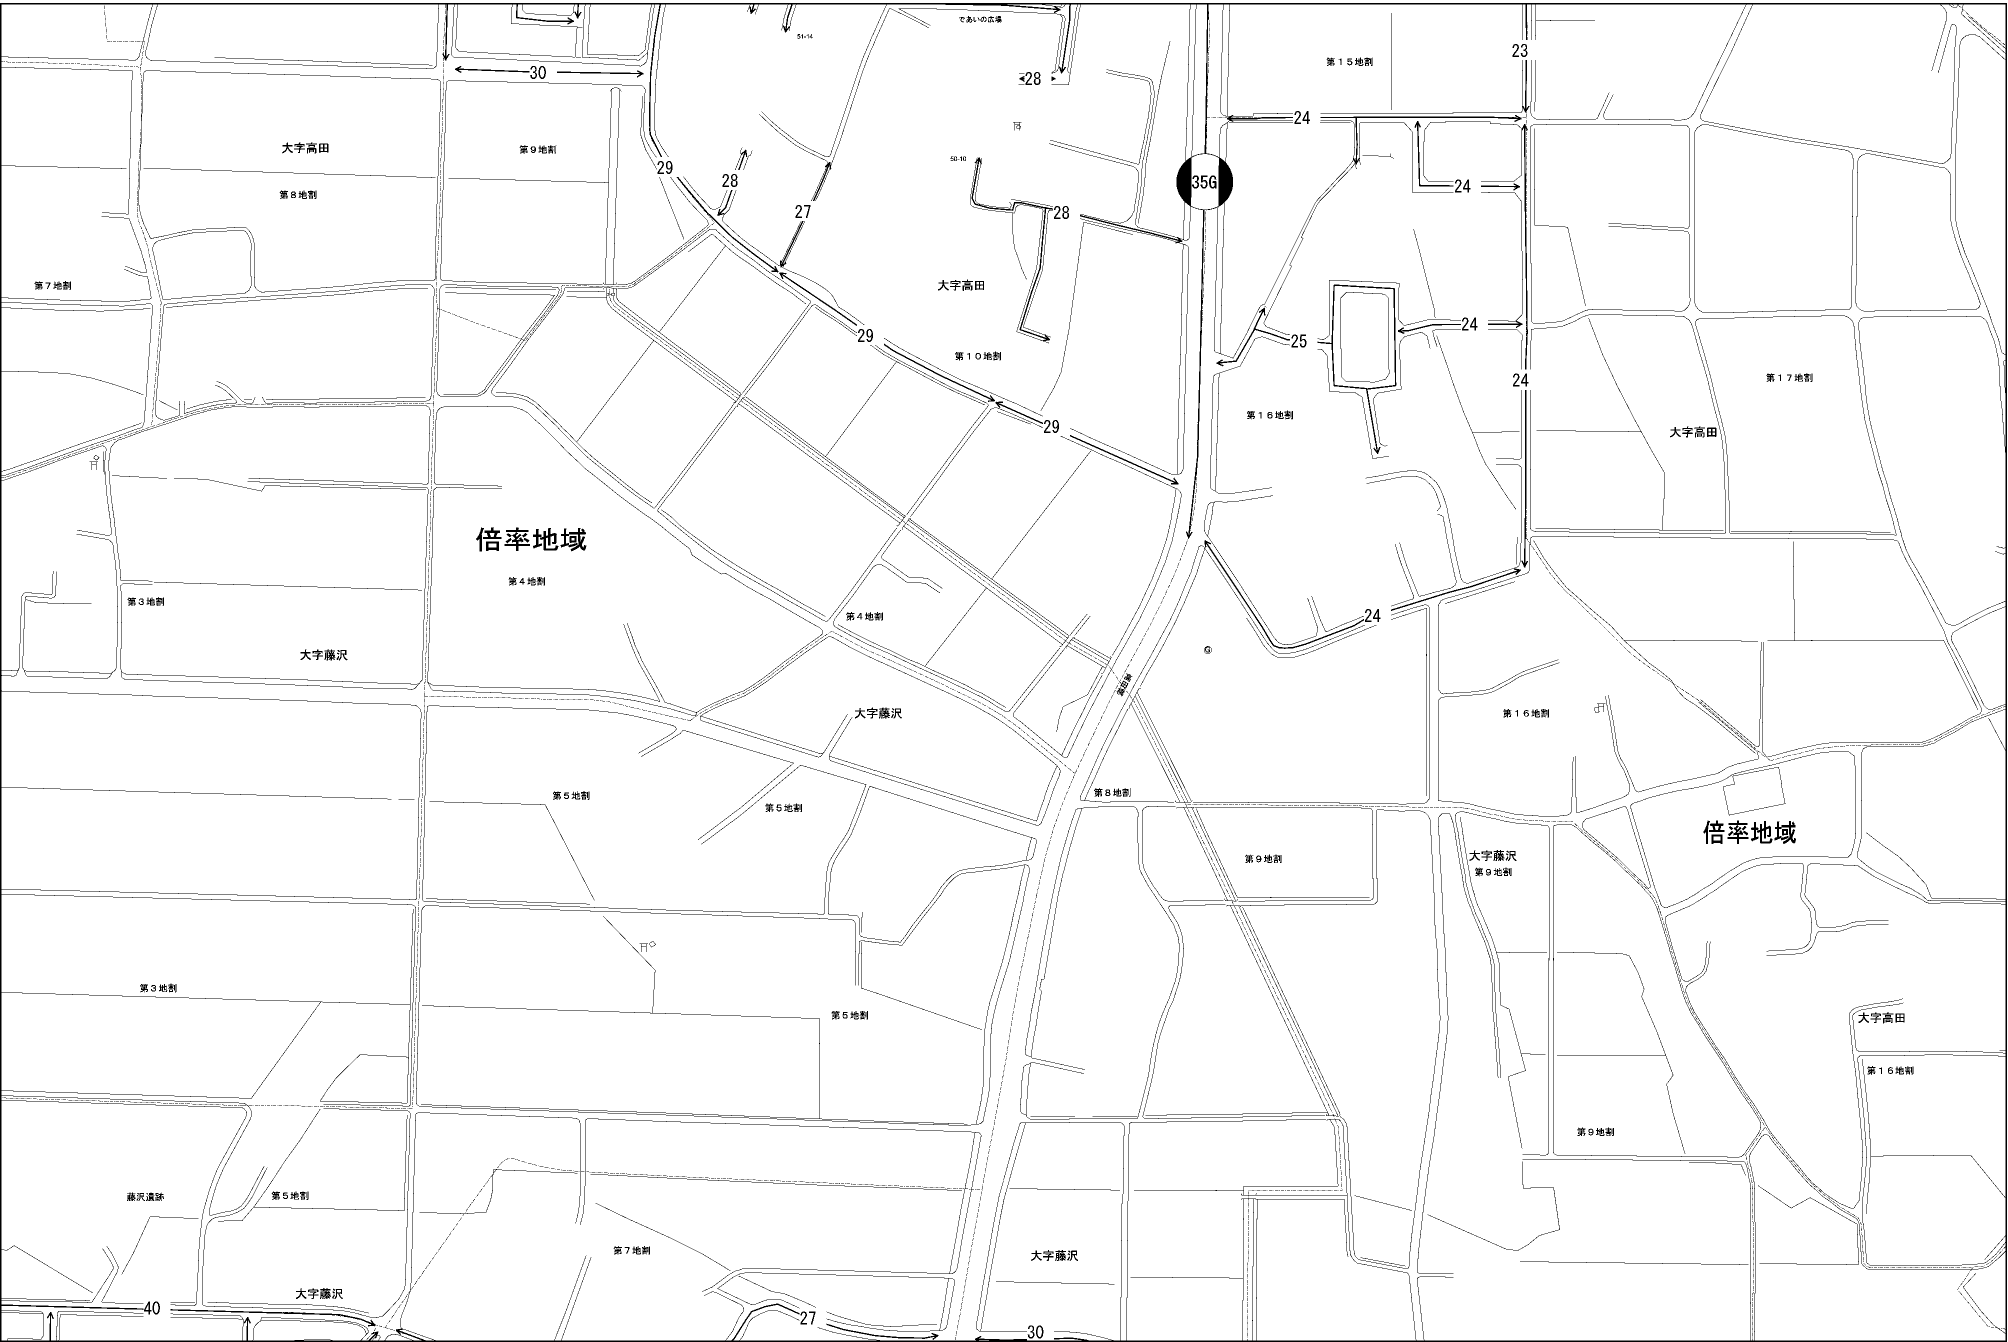 であいの広場
51-14
23
第１５地割
30
28
24
大字高田
第９地割
50-10
29
28
35G
24
第８地割
27
28
第７地割
大字高田
24
29
25
第１０地割
24
第１７地割
第１６地割
29
大字高田
倍率地域
第４地割
第３地割
第４地割
24
大字藤沢
G
大字藤沢
第１６地割
第５地割
第５地割
第８地割
倍率地域
第９地割
大字藤沢
第９地割
第３地割
第５地割
大字高田
第１６地割
第９地割
藤沢遺跡
第５地割
第７地割
大字藤沢
大字藤沢
40
27
30